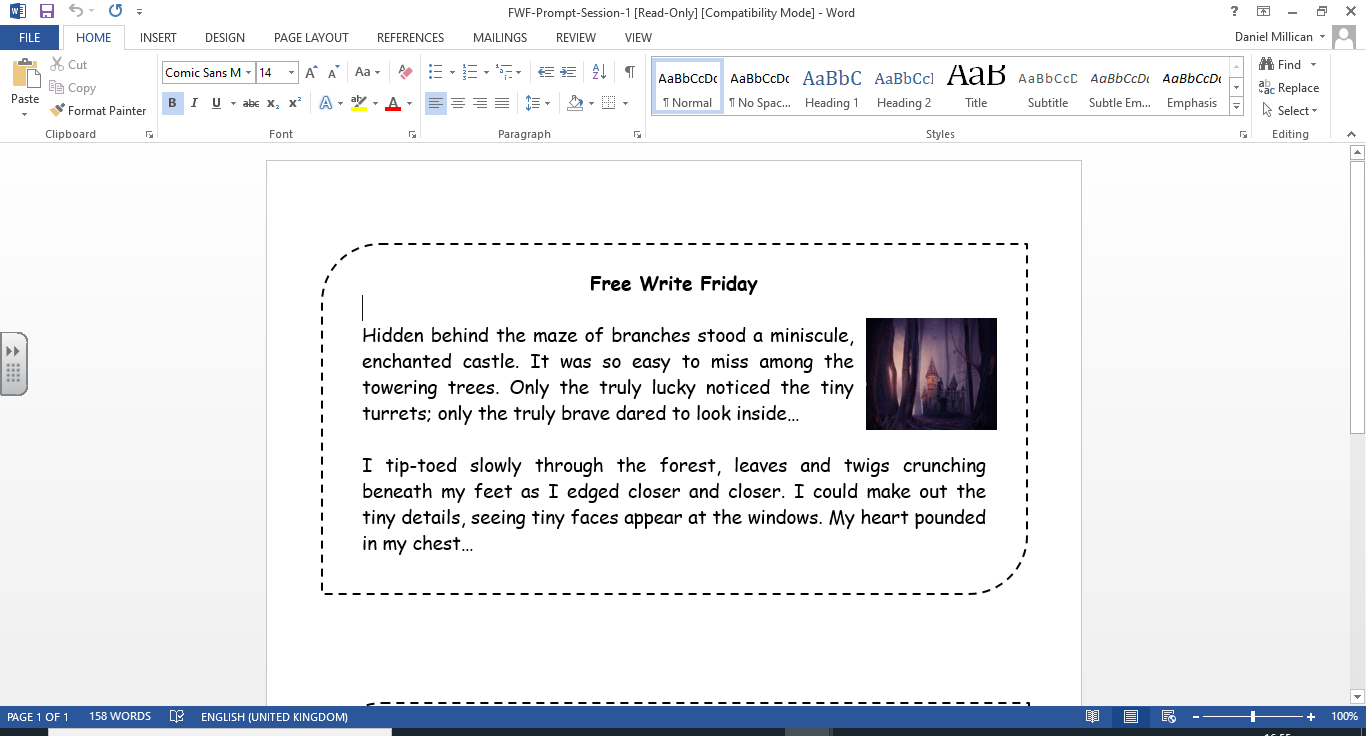 FWF-Prompt-Session-1 [Read-Only] [Compatibility Mode] - Word
?
FILE HOME INSERT DESIGN PAGE LAYOUT REFERENCES MAILINGS REVIEW VIEW
Daniel Millican
Paste
Cut
Copy
Format Painter
Clipboard
Comic Sans M 14
Aa
B I U abc x₂ x²
Font
Paragraph
AaBbCcDc AaBbCcDc AaBbC AaBbCcI AaB AaBbCcD AaBbCcDc AaBbCcDc
¶ Normal ¶ No Spac... Heading 1 Heading 2 Title Subtitle Subtle Em... Emphasis
Styles
Find
Replace
Select
Editing
Free Write Friday
Hidden behind the maze of branches stood a miniscule,
enchanted castle. It was so easy to miss among the
towering trees. Only the truly lucky noticed the tiny
turrets; only the truly brave dared to look inside…
I tip-toed slowly through the forest, leaves and twigs crunching
beneath my feet as I edged closer and closer. I could make out the
tiny details, seeing tiny faces appear at the windows. My heart pounded
in my chest…
PAGE 1 OF 1 158 WORDS ENGLISH (UNITED KINGDOM)
100%